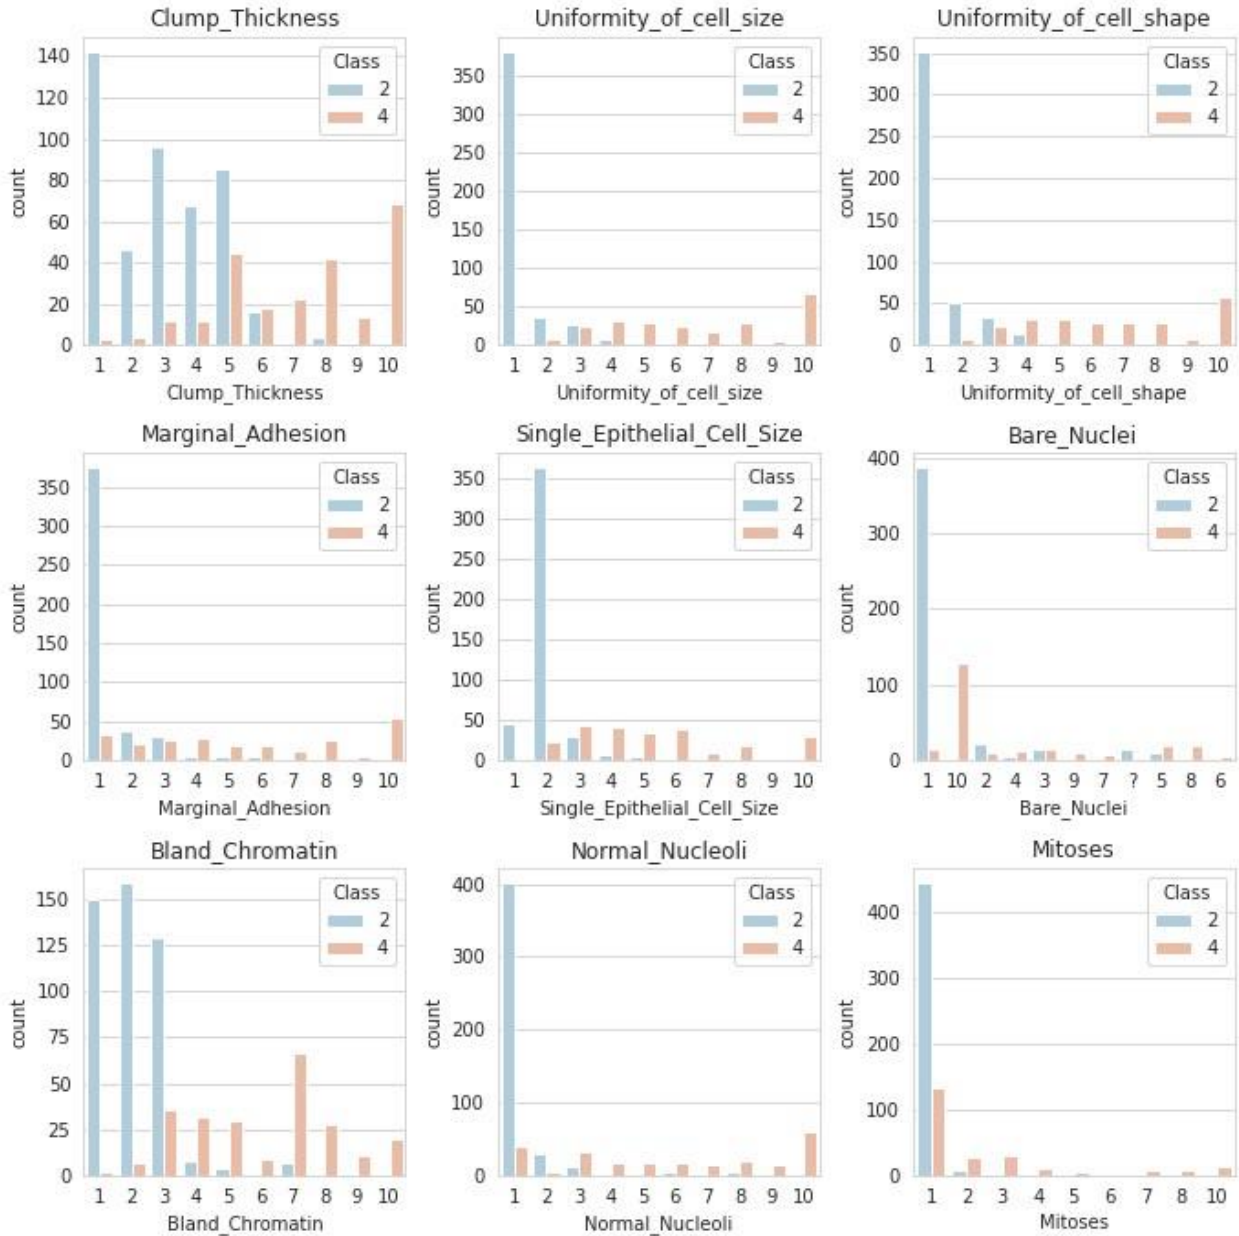 Clump_Thickness
140
120
100
80
60
40
20
0
count
Class
2
4
1 2 3 4 5 6 7 8 9 10
Clump_Thickness
Uniformity_of_cell_size
350
300
250
200
150
100
50
0
count
Class
2
4
1 2 3 4 5 6 7 8 9 10
Uniformity_of_cell_size
Uniformity_of_cell_shape
350
300
250
200
150
100
50
0
count
Class
2
4
1 2 3 4 5 6 7 8 9 10
Uniformity_of_cell_shape
Marginal_Adhesion
350
300
250
200
150
100
50
0
count
Class
2
4
1 2 3 4 5 6 7 8 9 10
Marginal_Adhesion
Single_Epithelial_Cell_Size
350
300
250
200
150
100
50
0
count
Class
2
4
1 2 3 4 5 6 7 8 9 10
Single_Epithelial_Cell_Size
Bare_Nuclei
400
300
200
100
0
count
Class
2
4
1 10 2 4 3 9 7 ? 5 8 6
Bare_Nuclei
Bland_Chromatin
150
125
100
75
50
25
0
count
Class
2
4
1 2 3 4 5 6 7 8 9 10
Bland_Chromatin
Normal_Nucleoli
400
300
200
100
0
count
Class
2
4
1 2 3 4 5 6 7 8 9 10
Normal_Nucleoli
Mitoses
400
300
200
100
0
count
Class
2
4
1 2 3 4 5 6 7 8 10
Mitoses